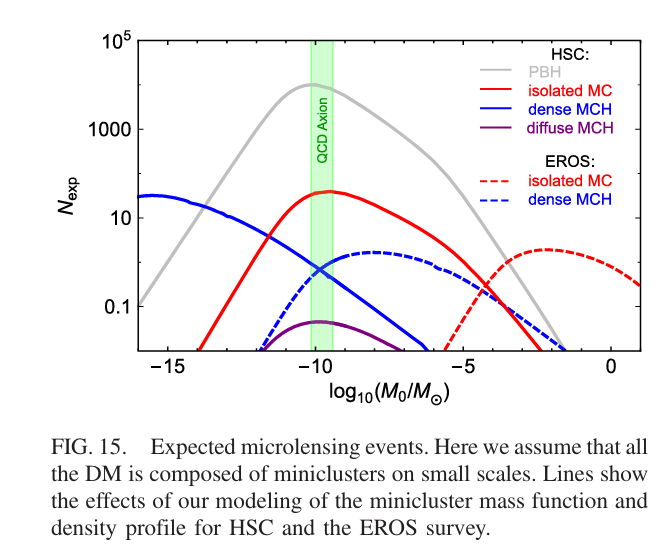 10⁵
1000
10
0.1
N_exp
HSC:
PBH
isolated MC
dense MCH
diffuse MCH
EROS:
isolated MC
dense MCH
QCD Axion
−15
−10
−5
0
log₁₀(M₀/M_⊙)
FIG. 15. Expected microlensing events. Here we assume that all
the DM is composed of miniclusters on small scales. Lines show
the effects of our modeling of the minicluster mass function and
density profile for HSC and the EROS survey.